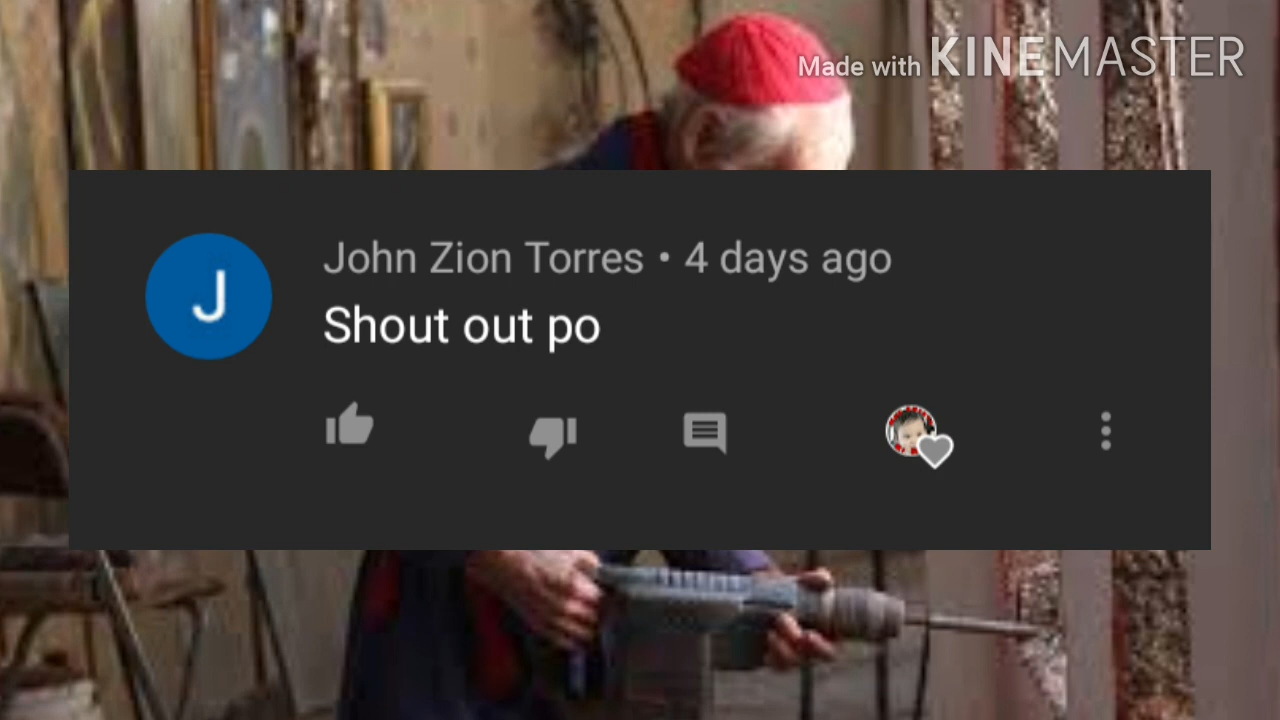 Made with KINEMASTER
J
John Zion Torres • 4 days ago
Shout out po